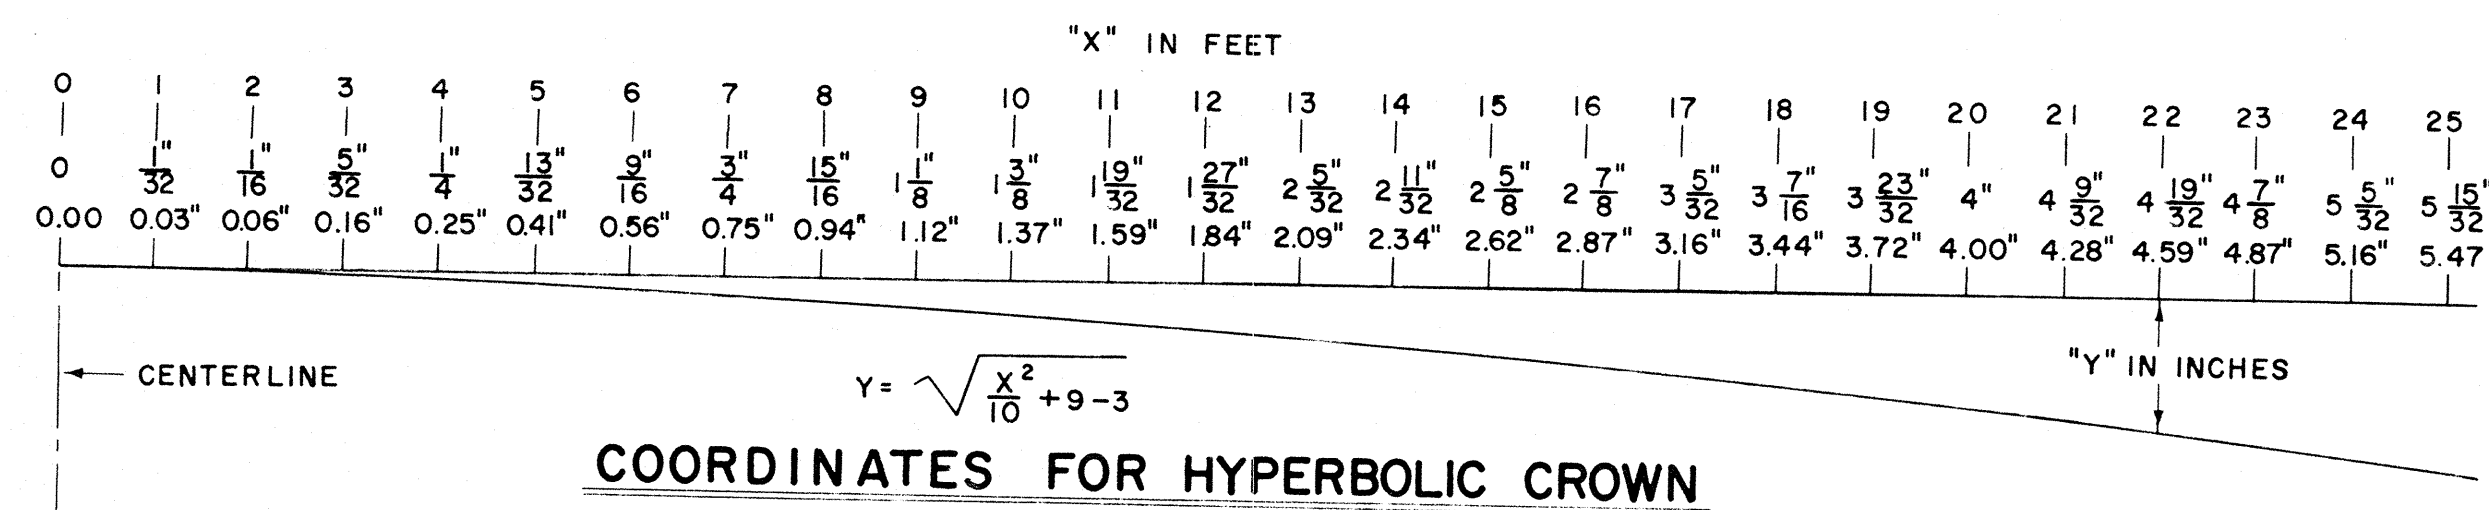 "X" IN FEET
0 1 2 3 4 5 6 7 8 9 10 11 12 13 14 15 16 17 18 19 20 21 22 23 24 25
0 1/32" 1/16" 5/32" 1/4" 13/32" 9/16" 3/4" 15/16" 1 1/8" 1 3/8" 1 19/32" 1 27/32" 2 5/32" 2 11/32" 2 5/8" 2 7/8" 3 5/32" 3 7/16" 3 23/32" 4" 4 9/32" 4 19/32" 4 7/8" 5 5/32" 5 15/32"
0.00 0.03" 0.06" 0.16" 0.25" 0.41" 0.56" 0.75" 0.94" 1.12" 1.37" 1.59" 1.84" 2.09" 2.34" 2.62" 2.87" 3.16" 3.44" 3.72" 4.00" 4.28" 4.59" 4.87" 5.16" 5.47
CENTERLINE
Y= √(X²/10 +9-3)
"Y" IN INCHES
COORDINATES FOR HYPERBOLIC CROWN